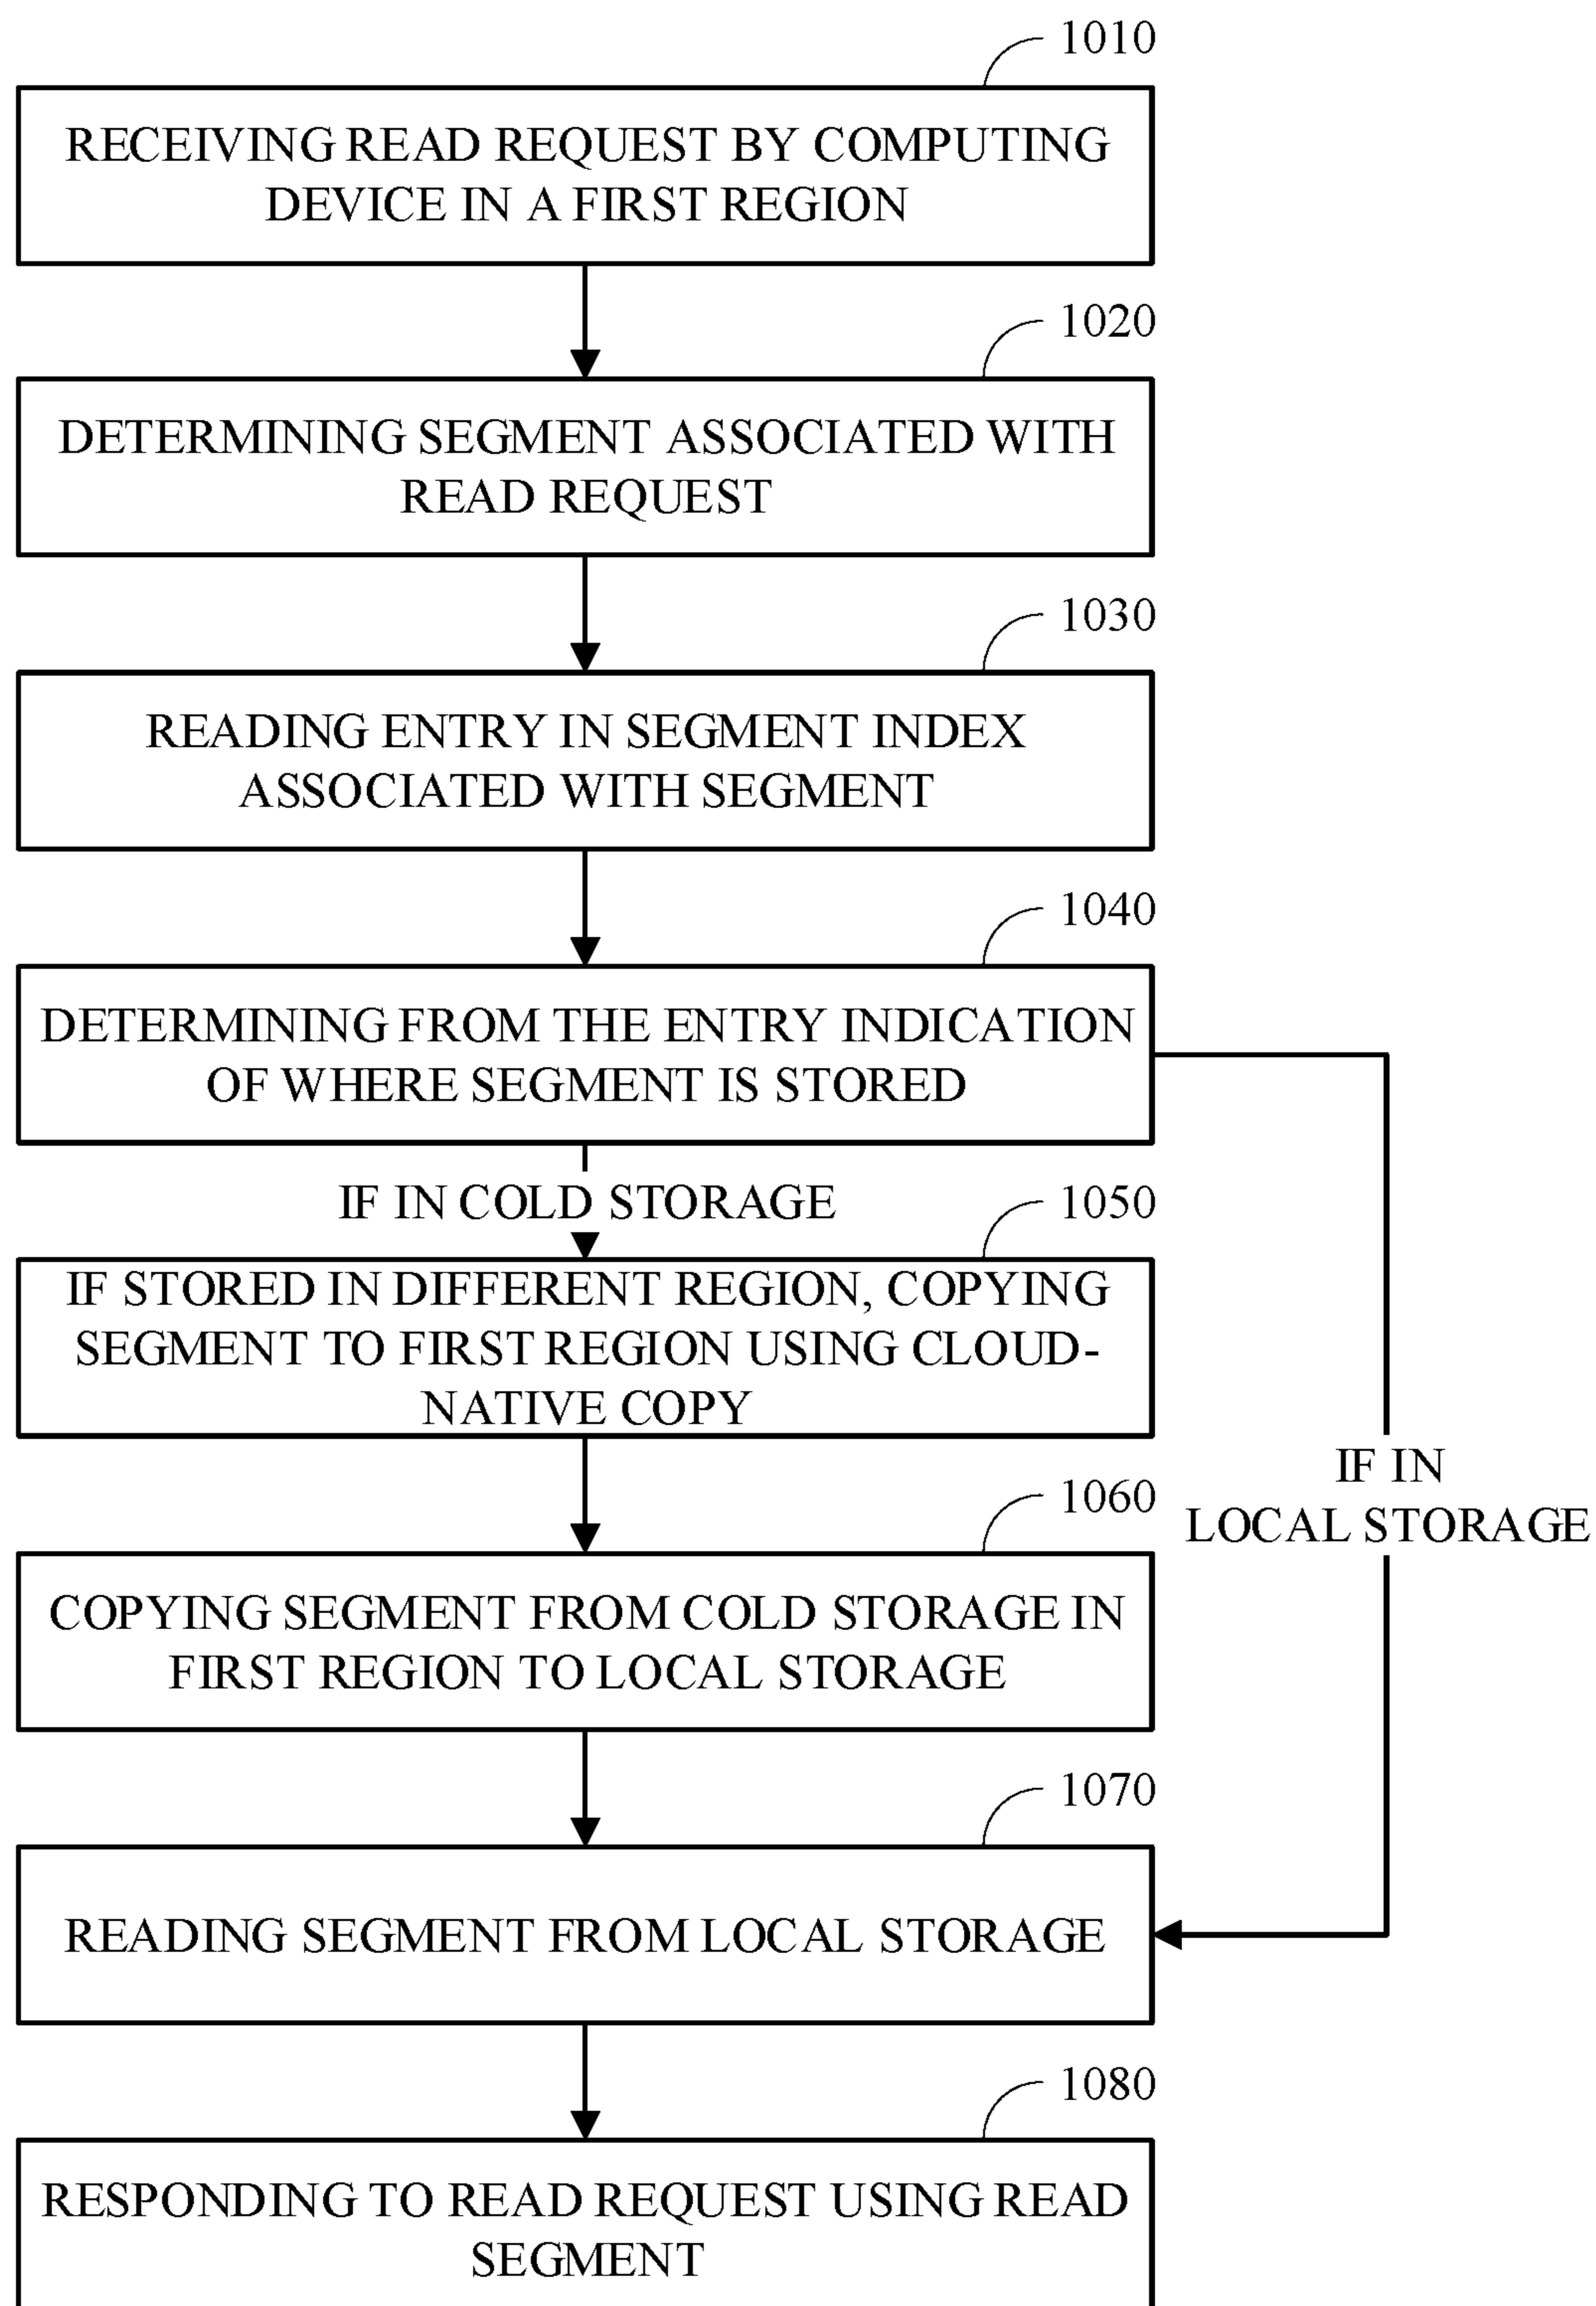 1010
RECEIVING READ REQUEST BY COMPUTING
DEVICE IN A FIRST REGION
1020
DETERMINING SEGMENT ASSOCIATED WITH
READ REQUEST
1030
READING ENTRY IN SEGMENT INDEX
ASSOCIATED WITH SEGMENT
1040
DETERMINING FROM THE ENTRY INDICATION
OF WHERE SEGMENT IS STORED
IF IN COLD STORAGE
1050
IF STORED IN DIFFERENT REGION, COPYING
SEGMENT TO FIRST REGION USING CLOUD-
NATIVE COPY
IF IN
LOCAL STORAGE
1060
COPYING SEGMENT FROM COLD STORAGE IN
FIRST REGION TO LOCAL STORAGE
1070
READING SEGMENT FROM LOCAL STORAGE
1080
RESPONDING TO READ REQUEST USING READ
SEGMENT